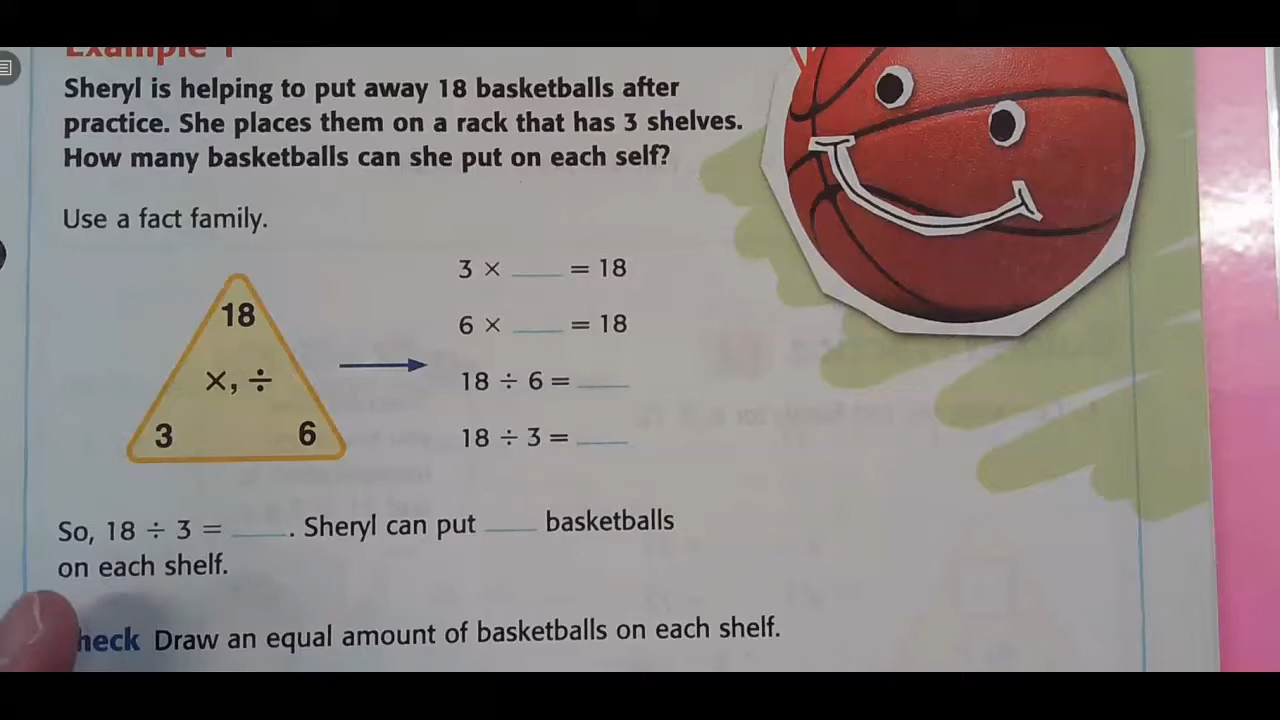 Example 1
Sheryl is helping to put away 18 basketballs after
practice. She places them on a rack that has 3 shelves.
How many basketballs can she put on each self?
Use a fact family.
18
×, ÷
3 6
3 × ___ = 18
6 × ___ = 18
18 ÷ 6 = ___
18 ÷ 3 = ___
So, 18 ÷ 3 = ___. Sheryl can put ___ basketballs
on each shelf.
heck Draw an equal amount of basketballs on each shelf.